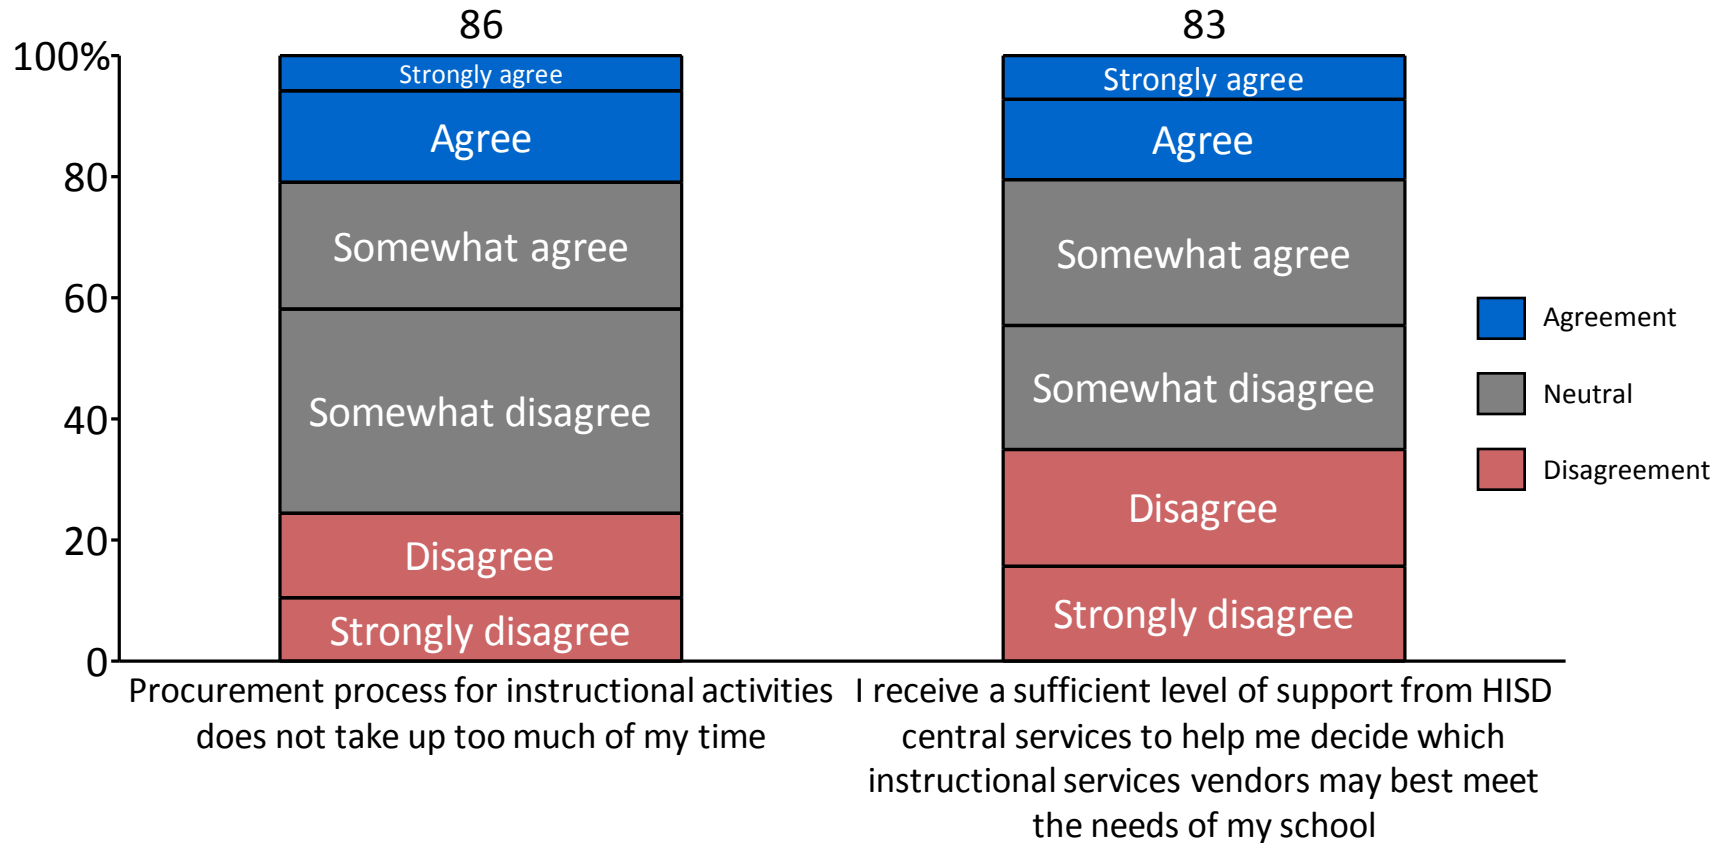 86
83
100%
80
60
40
20
0
Strongly agree
Agree
Somewhat agree
Somewhat disagree
Disagree
Strongly disagree
Strongly agree
Agree
Somewhat agree
Somewhat disagree
Disagree
Strongly disagree
Agreement
Neutral
Disagreement
Procurement process for instructional activities
does not take up too much of my time
I receive a sufficient level of support from HISD
central services to help me decide which
instructional services vendors may best meet
the needs of my school